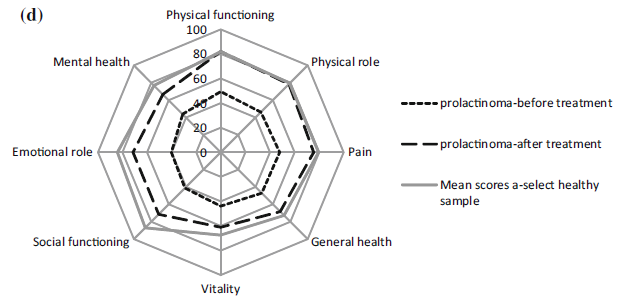 (d)
Physical functioning
100
80
60
40
20
0
Physical role
Pain
General health
Vitality
Social functioning
Emotional role
Mental health
prolactinoma-before treatment
prolactinoma-after treatment
Mean scores a-select healthy
sample